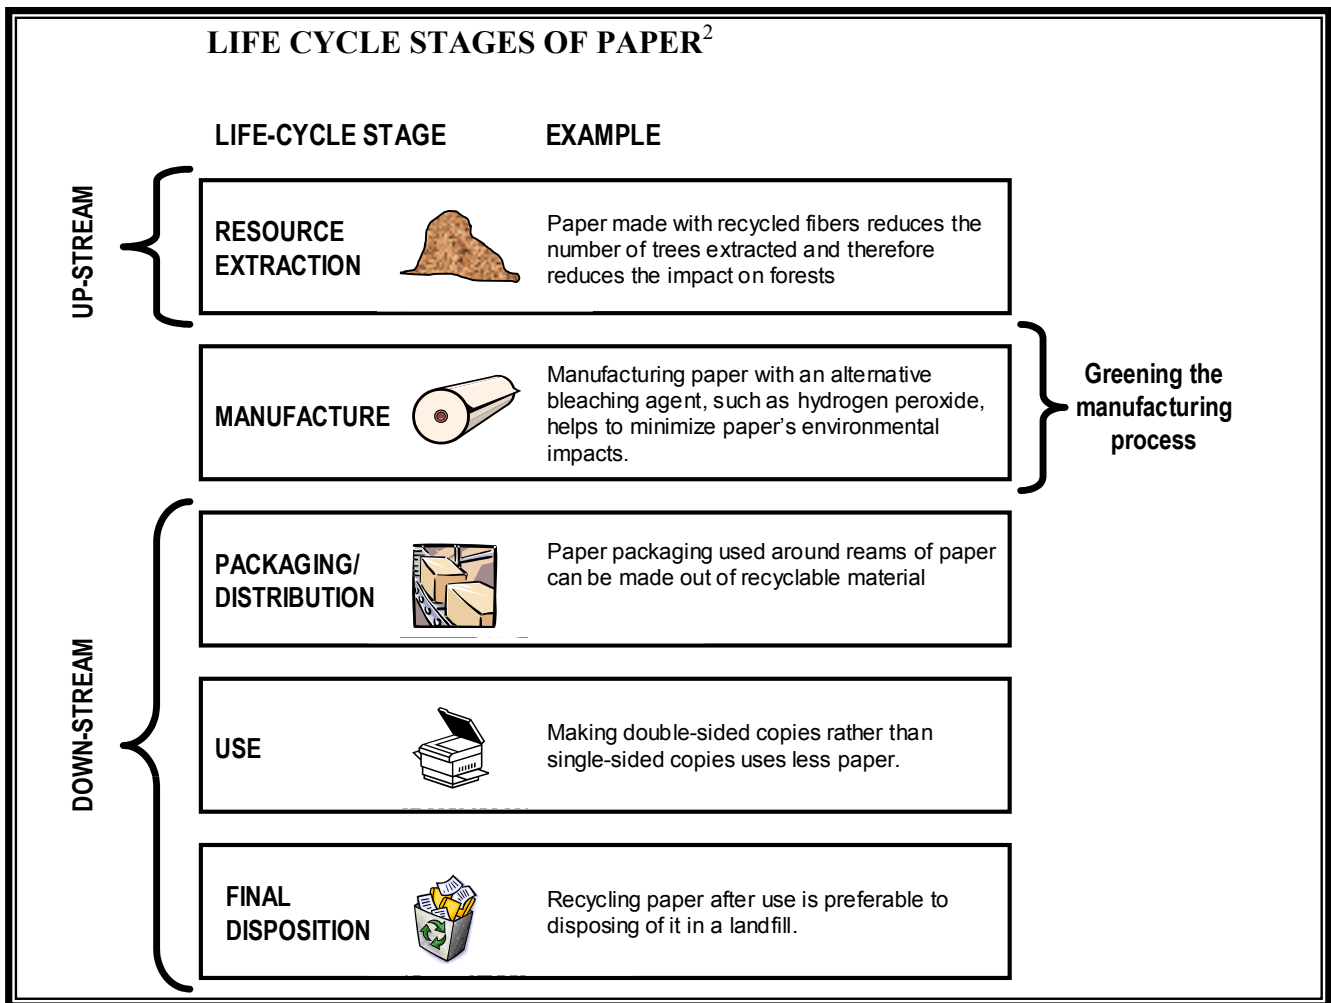 LIFE CYCLE STAGES OF PAPER²
LIFE-CYCLE STAGE EXAMPLE
UP-STREAM
RESOURCE
EXTRACTION
Paper made with recycled fibers reduces the
number of trees extracted and therefore
reduces the impact on forests
MANUFACTURE
Manufacturing paper with an alternative
bleaching agent, such as hydrogen peroxide,
helps to minimize paper’s environmental
impacts.
Greening the
manufacturing
process
DOWN-STREAM
PACKAGING/
DISTRIBUTION
Paper packaging used around reams of paper
can be made out of recyclable material
USE
Making double-sided copies rather than
single-sided copies uses less paper.
FINAL
DISPOSITION
Recycling paper after use is preferable to
disposing of it in a landfill.